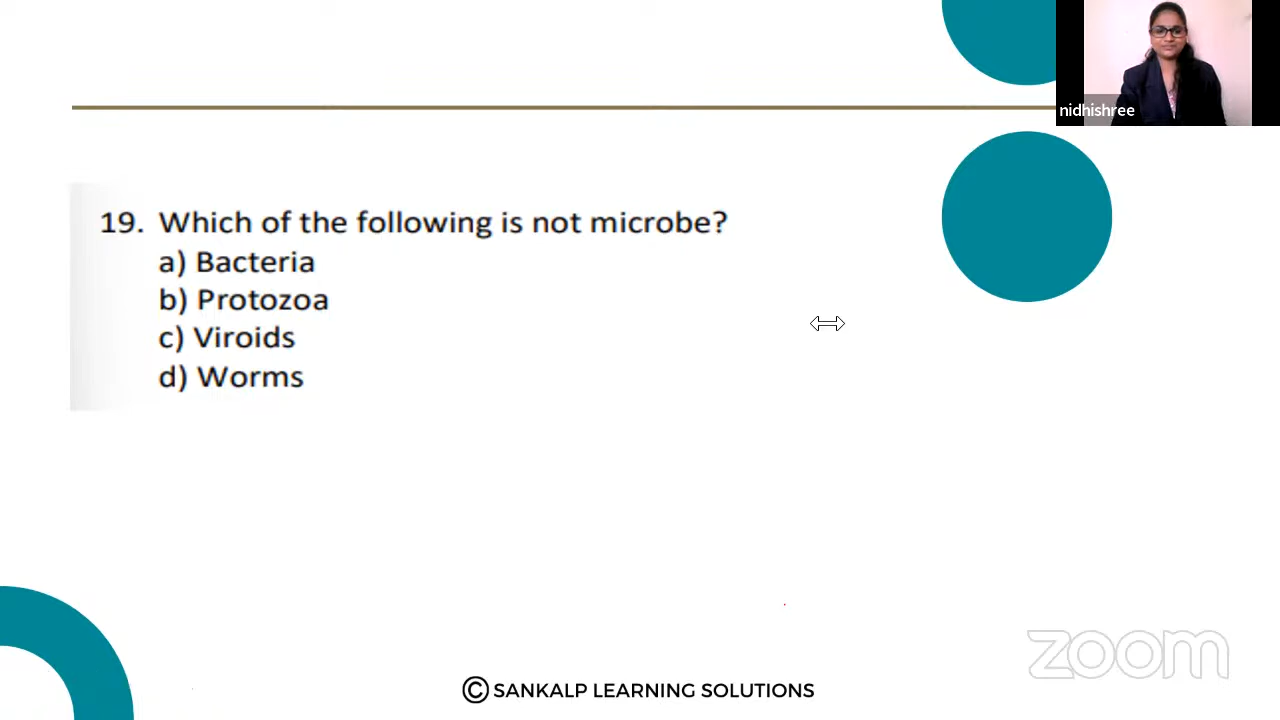 nidhishree
19. Which of the following is not microbe?
a) Bacteria
b) Protozoa
c) Viroids
d) Worms
zoom
© SANKALP LEARNING SOLUTIONS